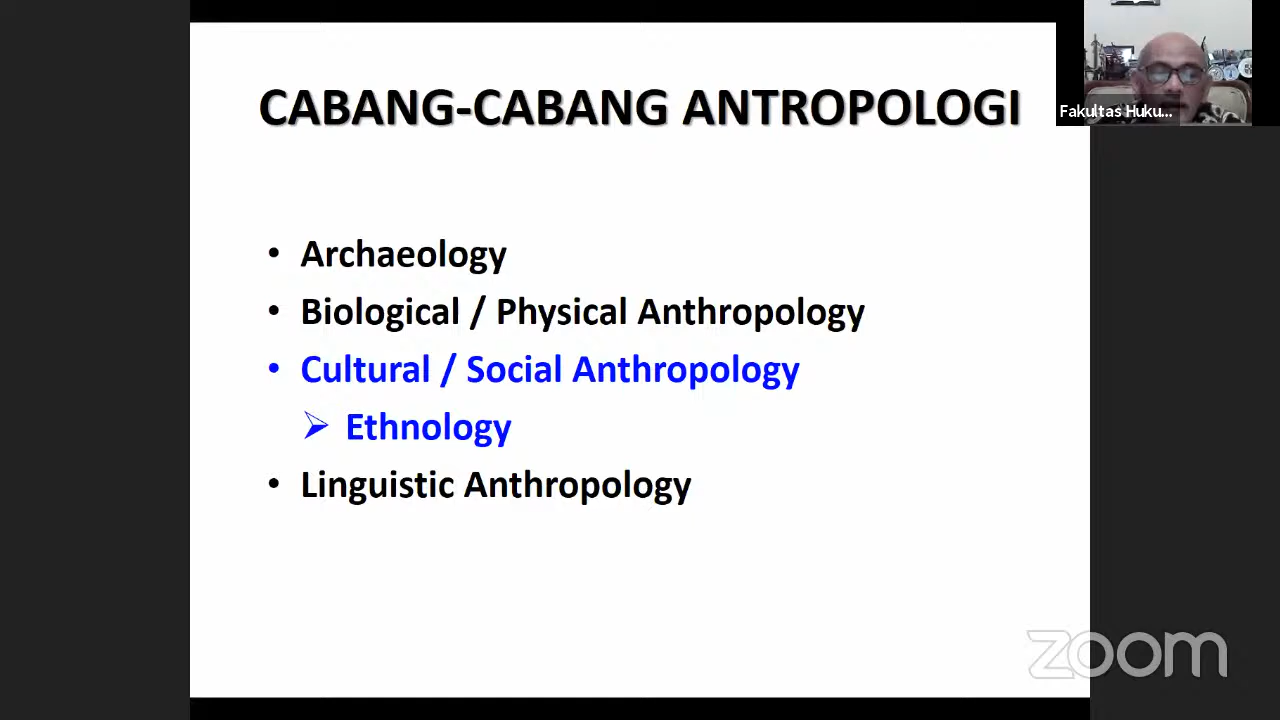 CABANG-CABANG ANTROPOLOGI
Fakultas Huku...
• Archaeology
• Biological / Physical Anthropology
• Cultural / Social Anthropology
➢ Ethnology
• Linguistic Anthropology
zoom